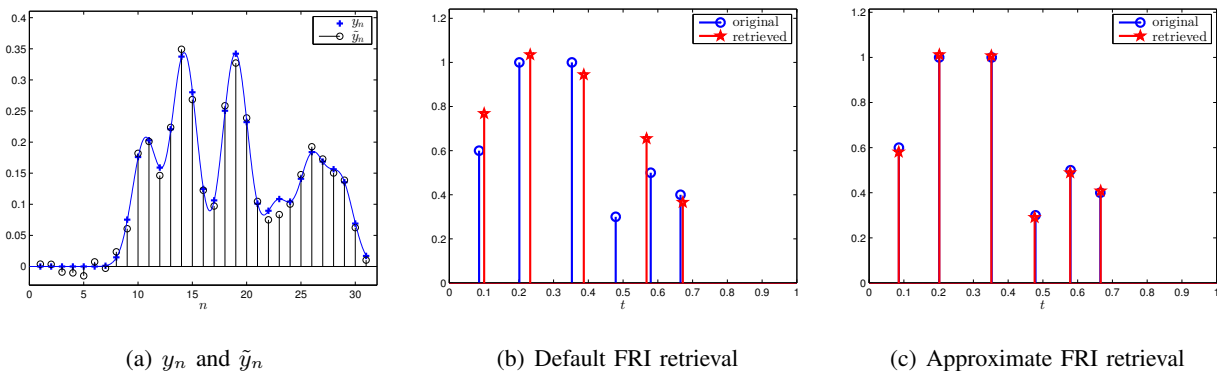 0.4
0.35
0.3
0.25
0.2
0.15
0.1
0.05
0
0 5 10 15 20 25 30
n
yₙ
ỹₙ
(a) yₙ and ỹₙ
1.2
1
0.8
0.6
0.4
0.2
0
0 0.1 0.2 0.3 0.4 0.5 0.6 0.7 0.8 0.9 1
t
original
retrieved
(b) Default FRI retrieval
1.2
1
0.8
0.6
0.4
0.2
0
0 0.1 0.2 0.3 0.4 0.5 0.6 0.7 0.8 0.9 1
t
original
retrieved
(c) Approximate FRI retrieval